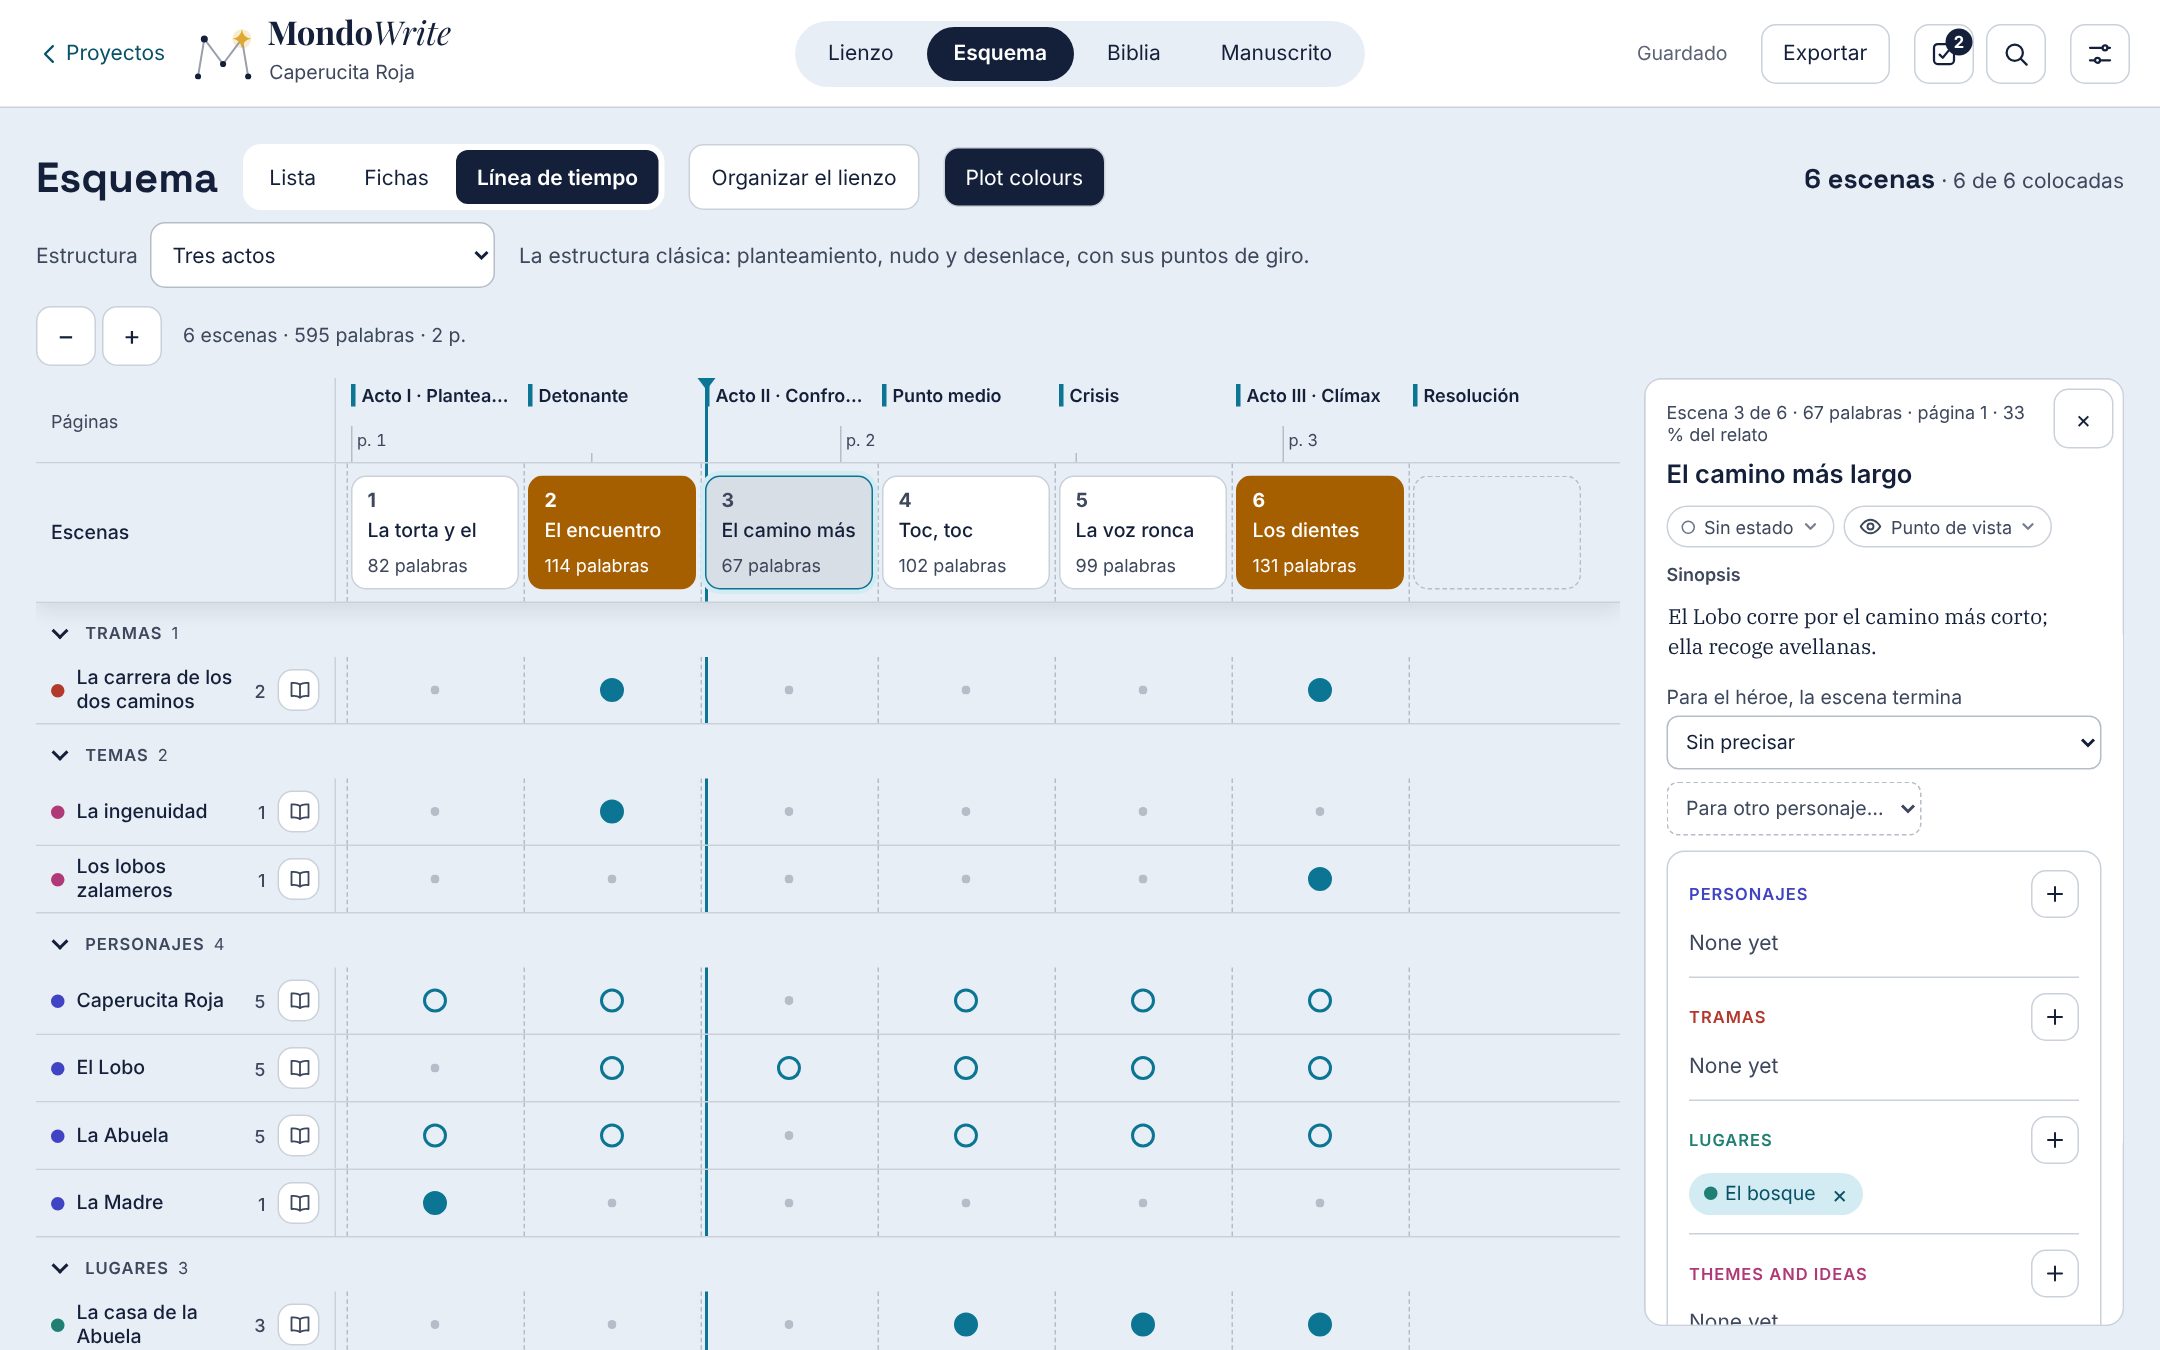 Proyectos
MondoWrite
Caperucita Roja
Lienzo
Esquema
Biblia
Manuscrito
Guardado
Exportar
2
Esquema
Lista
Fichas
Línea de tiempo
Organizar el lienzo
Plot colours
6 escenas · 6 de 6 colocadas
Estructura
Tres actos
La estructura clásica: planteamiento, nudo y desenlace, con sus puntos de giro.
−
+
6 escenas · 595 palabras · 2 p.
Páginas
Acto I · Plantea...
Detonante
Acto II · Confro...
Punto medio
Crisis
Acto III · Clímax
Resolución
p. 1
p. 2
p. 3
Escenas
1
La torta y el
82 palabras
2
El encuentro
114 palabras
3
El camino más
67 palabras
4
Toc, toc
102 palabras
5
La voz ronca
99 palabras
6
Los dientes
131 palabras
TRAMAS 1
La carrera de los
dos caminos
2
TEMAS 2
La ingenuidad
1
Los lobos
zalameros
1
PERSONAJES 4
Caperucita Roja
5
El Lobo
5
La Abuela
5
La Madre
1
LUGARES 3
La casa de la
Abuela
3
Escena 3 de 6 · 67 palabras · página 1 · 33
% del relato
×
El camino más largo
Sin estado
Punto de vista
Sinopsis
El Lobo corre por el camino más corto;
ella recoge avellanas.
Para el héroe, la escena termina
Sin precisar
Para otro personaje...
PERSONAJES
+
None yet
TRAMAS
+
None yet
LUGARES
+
El bosque ×
THEMES AND IDEAS
+
None yet